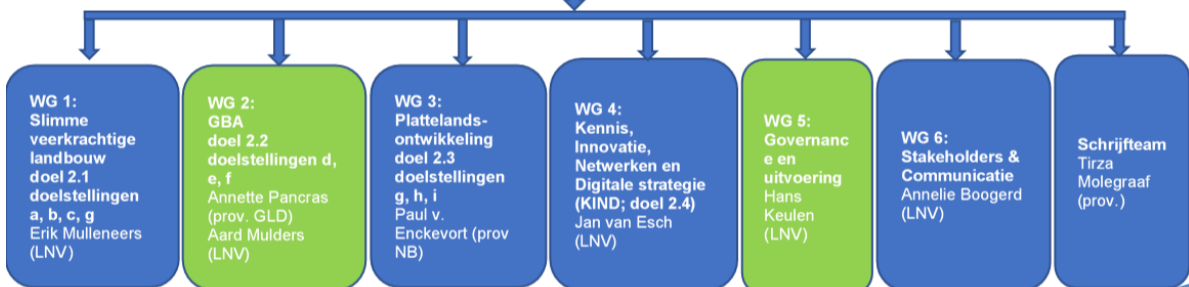 WG 1:
Slimme
veerkrachtige
landbouw
doel 2.1
doelstellingen
a, b, c, g
Erik Mulleneers
(LNV)
WG 2:
GBA
doel 2.2
doelstellingen d,
e, f
Annette Pancras
(prov. GLD)
Aard Mulders
(LNV)
WG 3:
Plattelands-
ontwikkeling
doel 2.3
doelstellingen
g, h, i
Paul v.
Enckevort (prov
NB)
WG 4:
Kennis,
Innovatie,
Netwerken en
Digitale strategie
(KIND; doel 2.4)
Jan van Esch
(LNV)
WG 5:
Governanc
e en
uitvoering
Hans
Keulen
(LNV)
WG 6:
Stakeholders &
Communicatie
Annelie Boogerd
(LNV)
Schrijfteam
Tirza
Molegraaf
(prov.)